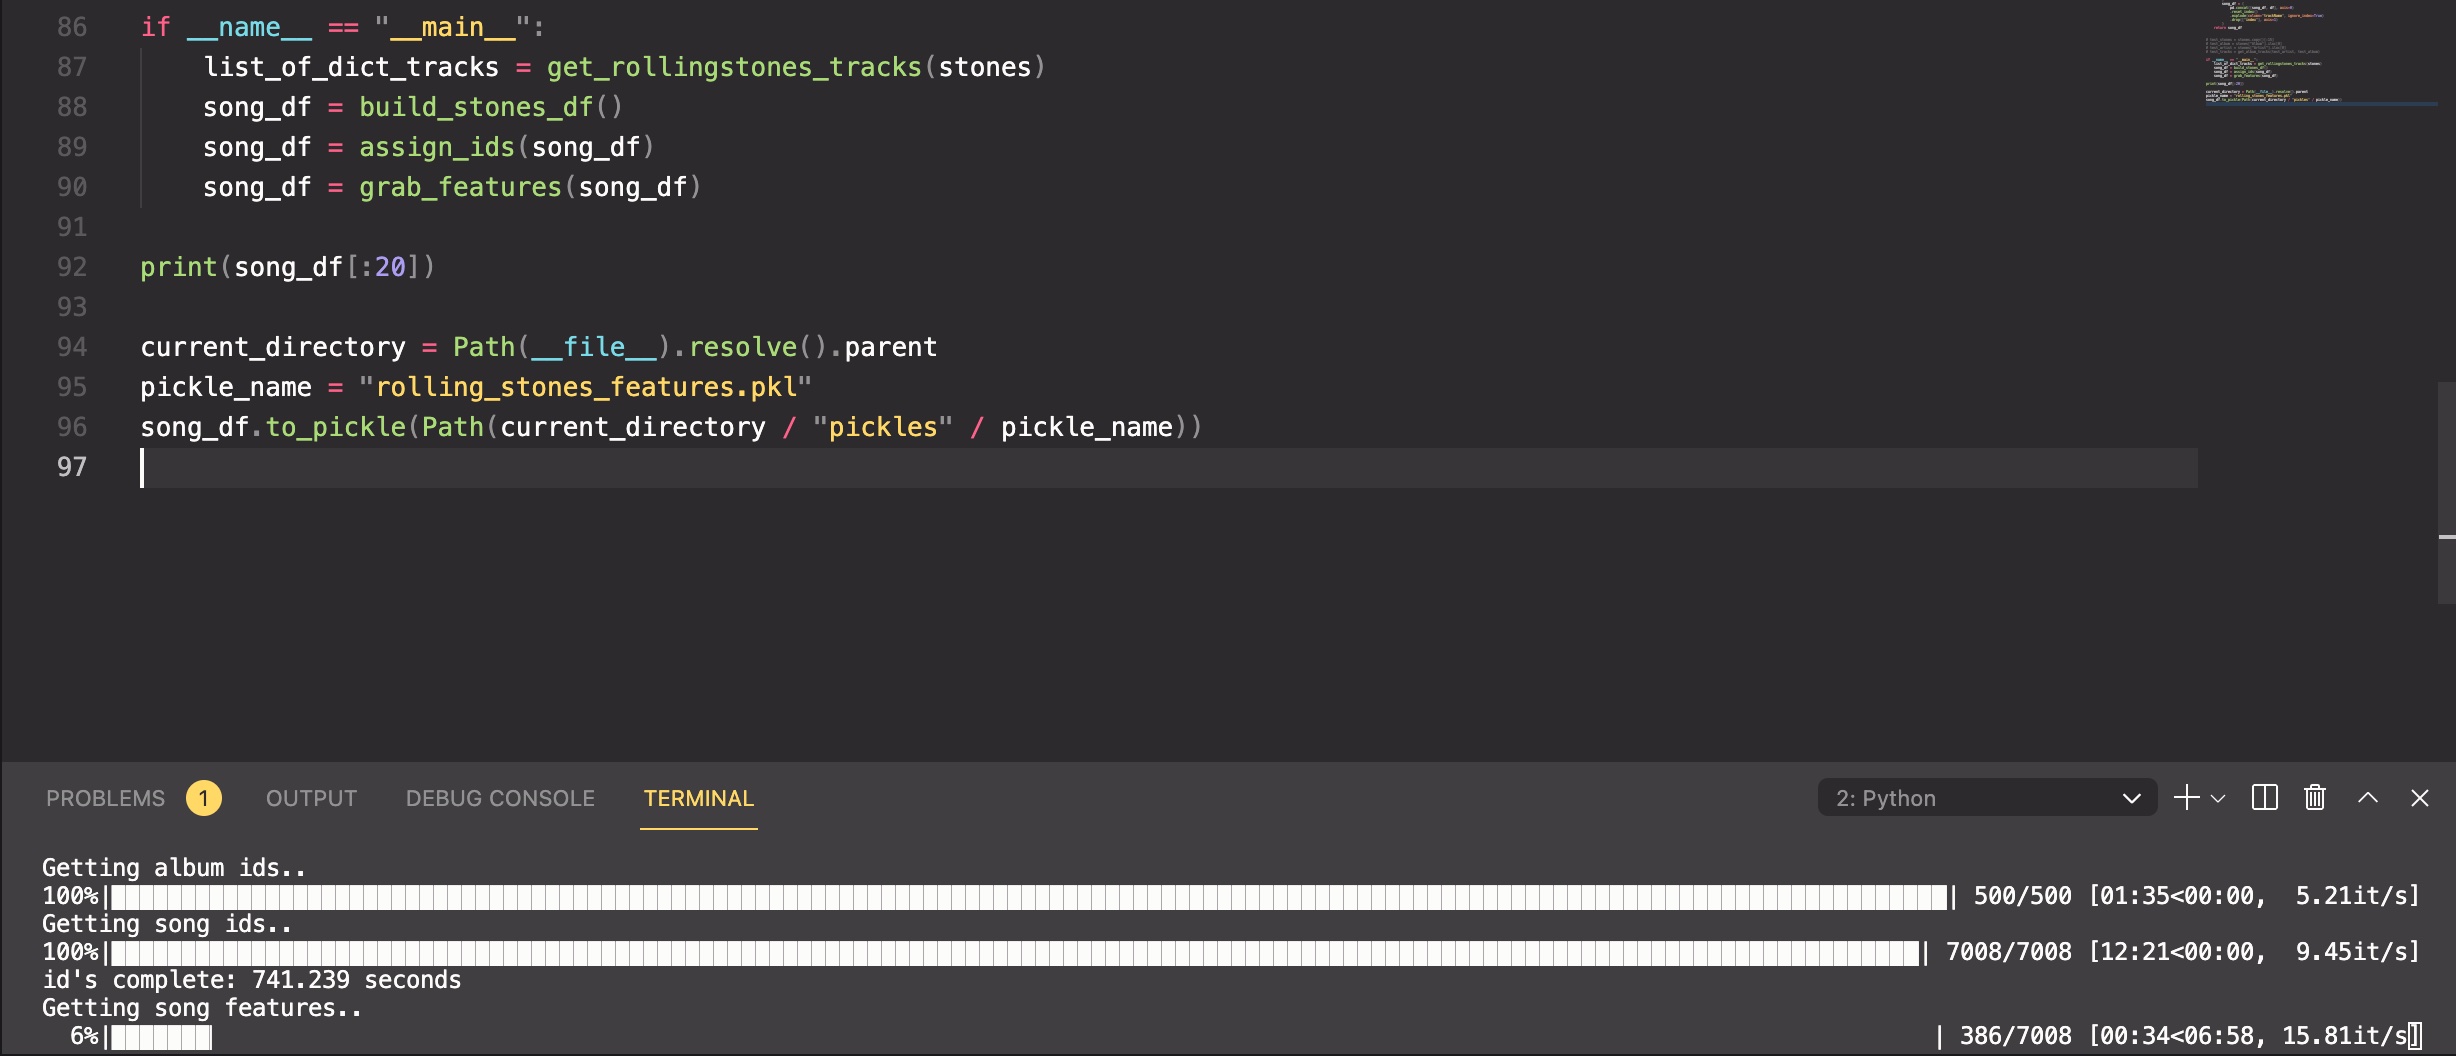 86 if __name__ == "__main__":
87 list_of_dict_tracks = get_rollingstones_tracks(stones)
88 song_df = build_stones_df()
89 song_df = assign_ids(song_df)
90 song_df = grab_features(song_df)
91
92 print(song_df[:20])
93
94 current_directory = Path(__file__).resolve().parent
95 pickle_name = "rolling_stones_features.pkl"
96 song_df.to_pickle(Path(current_directory / "pickles" / pickle_name))
97
PROBLEMS 1 OUTPUT DEBUG CONSOLE TERMINAL 2: Python
Getting album ids..
100%| | 500/500 [01:35<00:00, 5.21it/s]
Getting song ids..
100%| | 7008/7008 [12:21<00:00, 9.45it/s]
id's complete: 741.239 seconds
Getting song features..
6%| | 386/7008 [00:34<06:58, 15.81it/s]